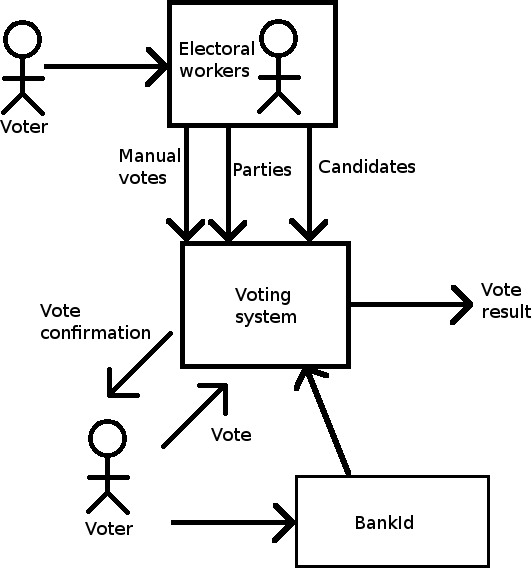 Electoral
workers
Voter
Manual
votes
Parties
Candidates
Voting
system
Vote
result
Vote
confirmation
Vote
Voter
BankId